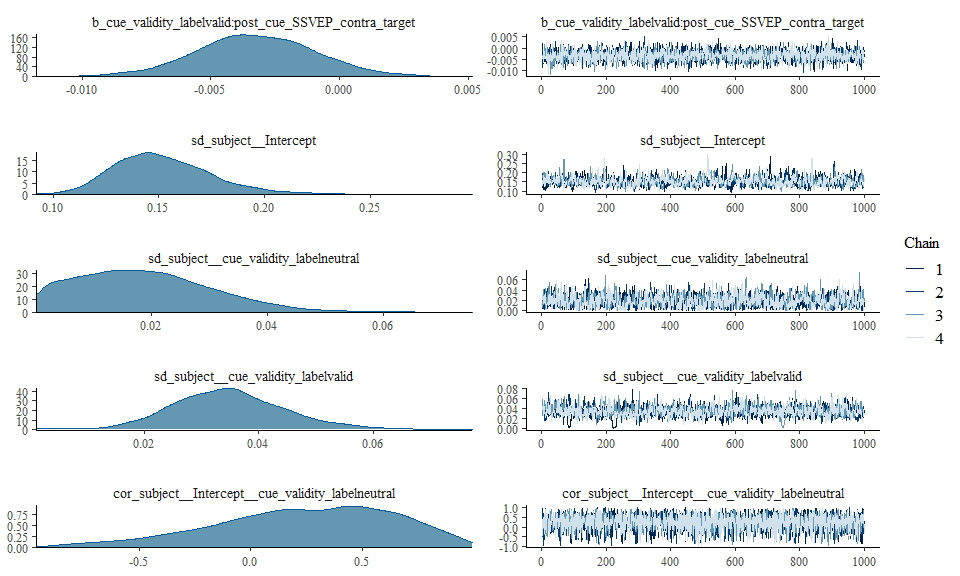 b_cue_validity_labelvalid:post_cue_SSVEP_contra_target
160
120
80
40
0
-0.010 -0.005 0.000 0.005
0.005
0.000
-0.005
-0.010
0 200 400 600 800 1000
sd_subject__Intercept
15
10
5
0
0.10 0.15 0.20 0.25
sd_subject__Intercept
0.30
0.25
0.20
0.15
0.10
0 200 400 600 800 1000
sd_subject__cue_validity_labelneutral
30
20
10
0
0.02 0.04 0.06
sd_subject__cue_validity_labelneutral
0.06
0.04
0.02
0.00
0 200 400 600 800 1000
Chain
1
2
3
4
sd_subject__cue_validity_labelvalid
40
30
20
10
0
0.02 0.04 0.06
sd_subject__cue_validity_labelvalid
0.08
0.06
0.04
0.02
0.00
0 200 400 600 800 1000
cor_subject__Intercept__cue_validity_labelneutral
0.75
0.50
0.25
0.00
-0.5 0.0 0.5
cor_subject__Intercept__cue_validity_labelneutral
1.0
0.5
0.0
-0.5
-1.0
0 200 400 600 800 1000